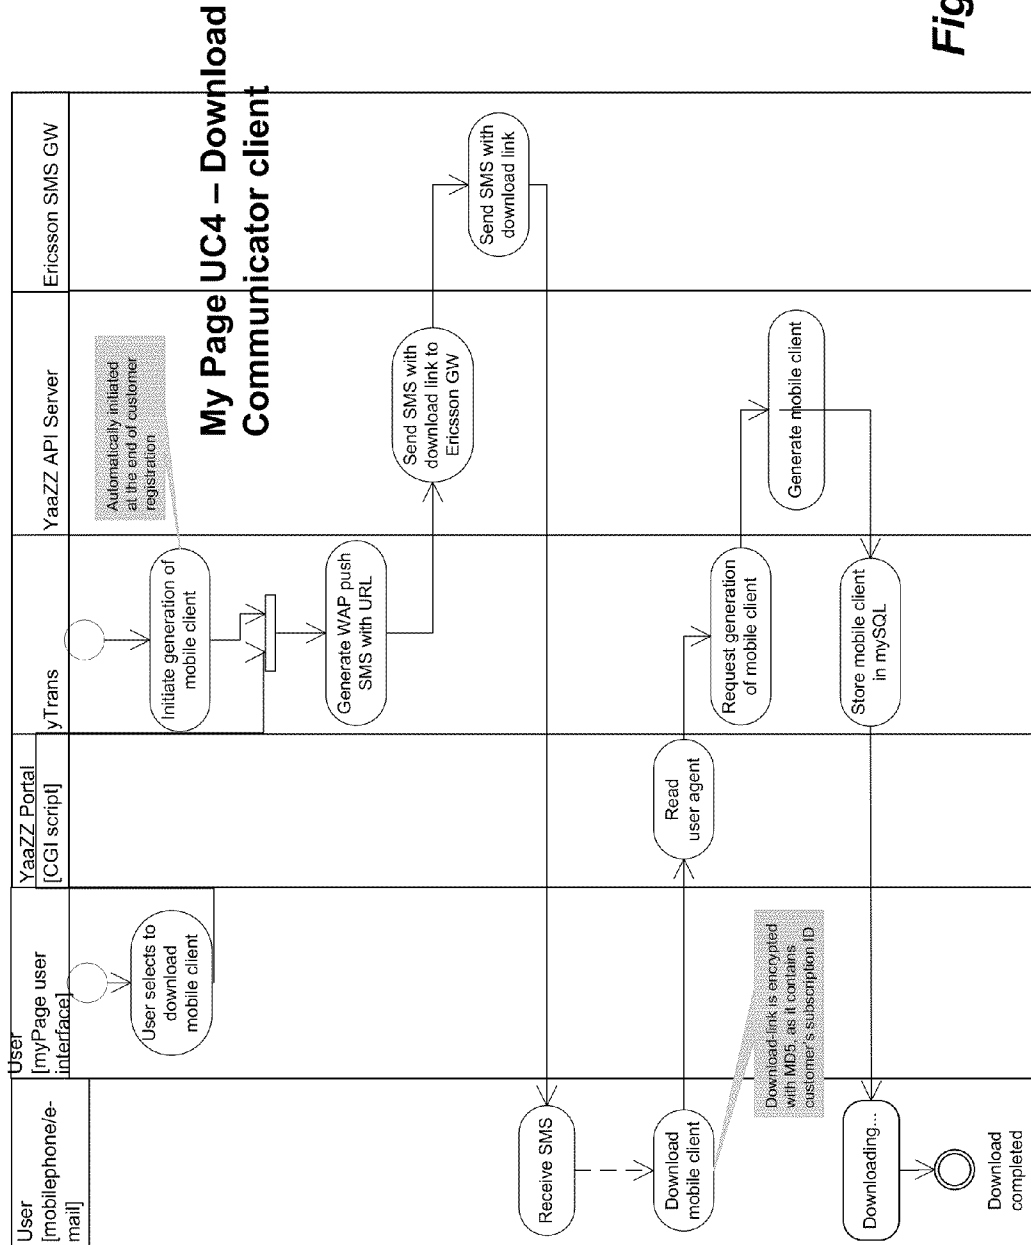 Fig
My Page UC4 – Download
Communicator client
User
[mobilephone/e-
mail]
User
[myPage user
interface]
YaaZZ Portal
[CGI script]
yTrans
YaaZZ API Server
Ericsson SMS GW
User selects to
download
mobile client
Initiate generation of
mobile client
Automatically initiated
at the end of customer
registration
Generate WAP push
SMS with URL
Send SMS with
download link to
Ericsson GW
Send SMS with
download link
Receive SMS
Download
mobile client
Download-link is encrypted
with MD5, as it contains
customer's subscription ID
Read
user agent
Request generation
of mobile client
Generate mobile client
Store mobile client
in mySQL
Downloading...
Download
completed